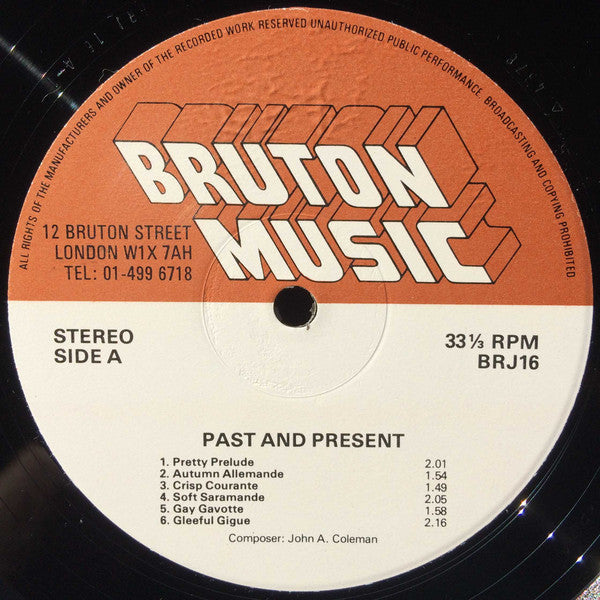 ALL RIGHTS OF THE MANUFACTURERS AND OWNER OF THE RECORDED WORK RESERVED UNAUTHORIZED PUBLIC PERFORMANCE BROADCASTING AND COPYING PROHIBITED
BRUTON
MUSIC
12 BRUTON STREET
LONDON W1X 7AH
TEL: 01-499 6718
STEREO
SIDE A
33⅓ RPM
BRJ16
PAST AND PRESENT
1. Pretty Prelude 2.01
2. Autumn Allemande 1.54
3. Crisp Courante 1.49
4. Soft Saramande 2.05
5. Gay Gavotte 1.58
6. Gleeful Gigue 2.16
Composer: John A. Coleman